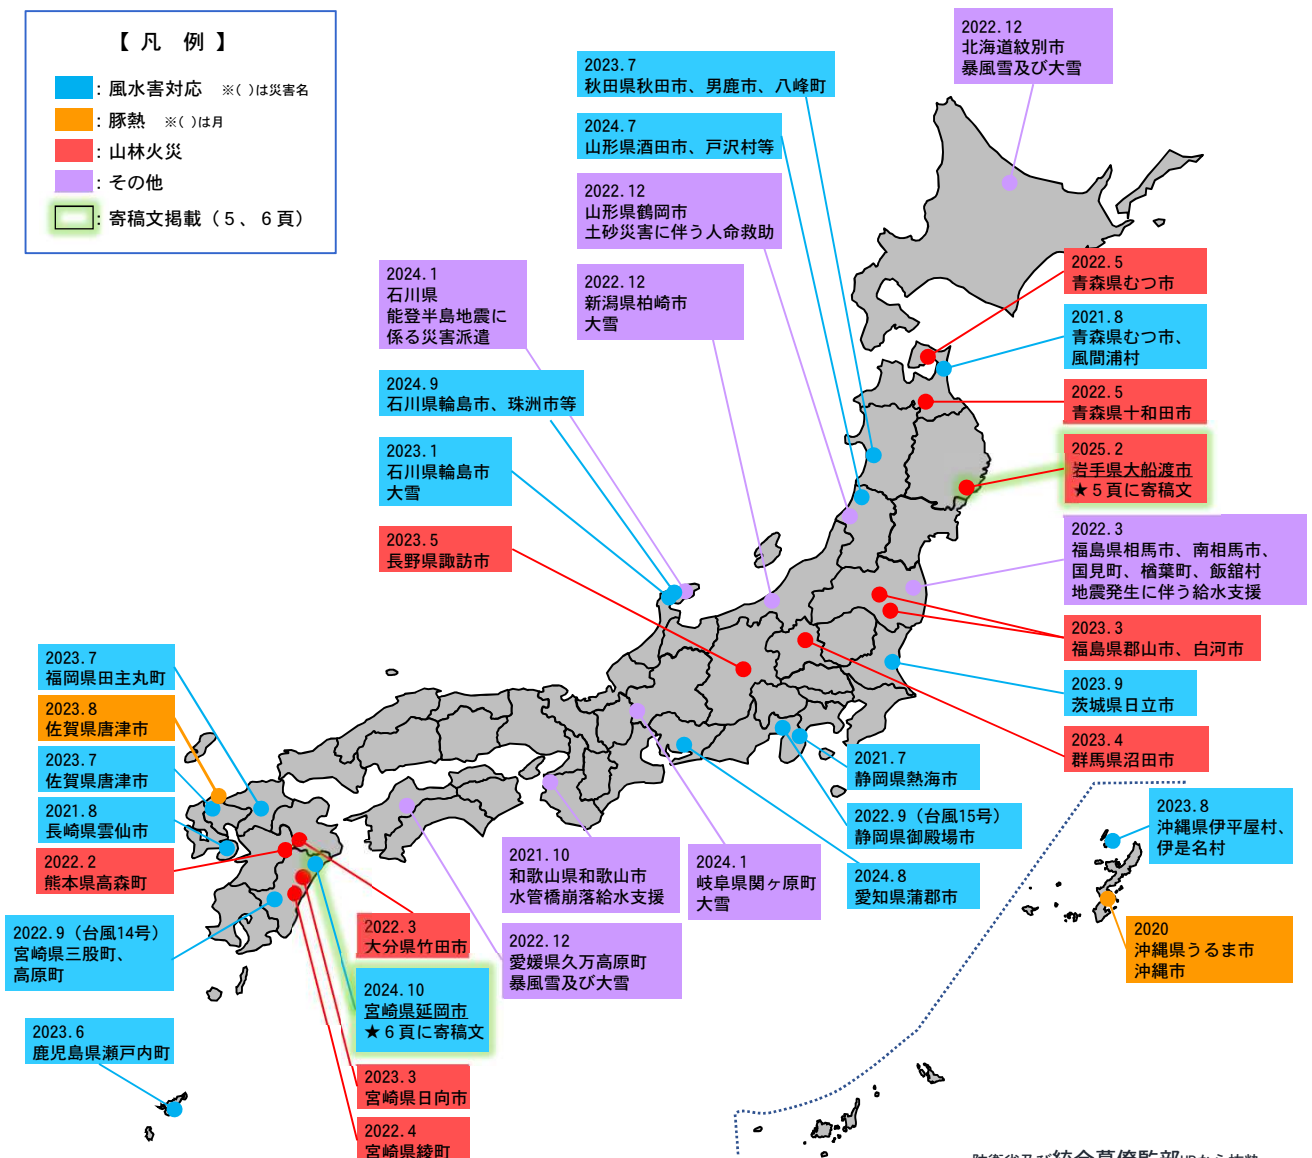 【 凡 例 】
：風水害対応 ※( )は災害名
：豚熱 ※( )は月
：山林火災
：その他
：寄稿文掲載（５、６頁）
2022.12
北海道紋別市
暴風雪及び大雪
2023.7
秋田県秋田市、男鹿市、八峰町
2024.7
山形県酒田市、戸沢村等
2022.12
山形県鶴岡市
土砂災害に伴う人命救助
2022.12
新潟県柏崎市
大雪
2024.1
石川県
能登半島地震に
係る災害派遣
2024.9
石川県輪島市、珠洲市等
2023.1
石川県輪島市
大雪
2023.5
長野県諏訪市
2022.5
青森県むつ市
2021.8
青森県むつ市、
風間浦村
2022.5
青森県十和田市
2025.2
岩手県大船渡市
★５頁に寄稿文
2022.3
福島県相馬市、南相馬市、
国見町、楢葉町、飯舘村
地震発生に伴う給水支援
2023.3
福島県郡山市、白河市
2023.9
茨城県日立市
2023.4
群馬県沼田市
2023.7
福岡県田主丸町
2023.8
佐賀県唐津市
2023.7
佐賀県唐津市
2021.8
長崎県雲仙市
2022.2
熊本県高森町
2022.9（台風14号）
宮崎県三股町、
高原町
2023.6
鹿児島県瀬戸内町
2022.3
大分県竹田市
2024.10
宮崎県延岡市
★６頁に寄稿文
2023.3
宮崎県日向市
2022.4
宮崎県綾町
2021.10
和歌山県和歌山市
水管橋崩落給水支援
2022.12
愛媛県久万高原町
暴風雪及び大雪
2024.1
岐阜県関ヶ原町
大雪
2021.7
静岡県熱海市
2022.9（台風15号）
静岡県御殿場市
2024.8
愛知県蒲郡市
2023.8
沖縄県伊平屋村、
伊是名村
2020
沖縄県うるま市
沖縄市
防衛省及び統合幕僚監部HPから抜粋